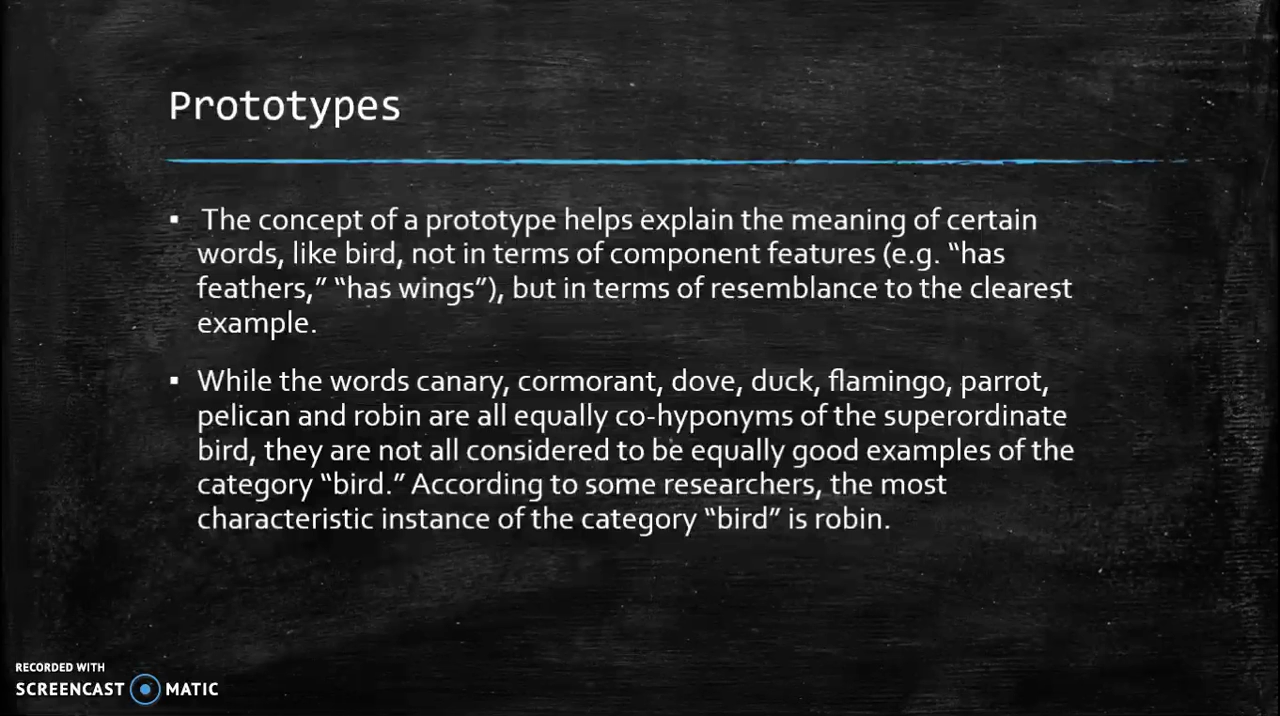 Prototypes
▪ The concept of a prototype helps explain the meaning of certain
words, like bird, not in terms of component features (e.g. “has
feathers,” “has wings”), but in terms of resemblance to the clearest
example.
▪ While the words canary, cormorant, dove, duck, flamingo, parrot,
pelican and robin are all equally co-hyponyms of the superordinate
bird, they are not all considered to be equally good examples of the
category “bird.” According to some researchers, the most
characteristic instance of the category “bird” is robin.
RECORDED WITH
SCREENCAST MATIC